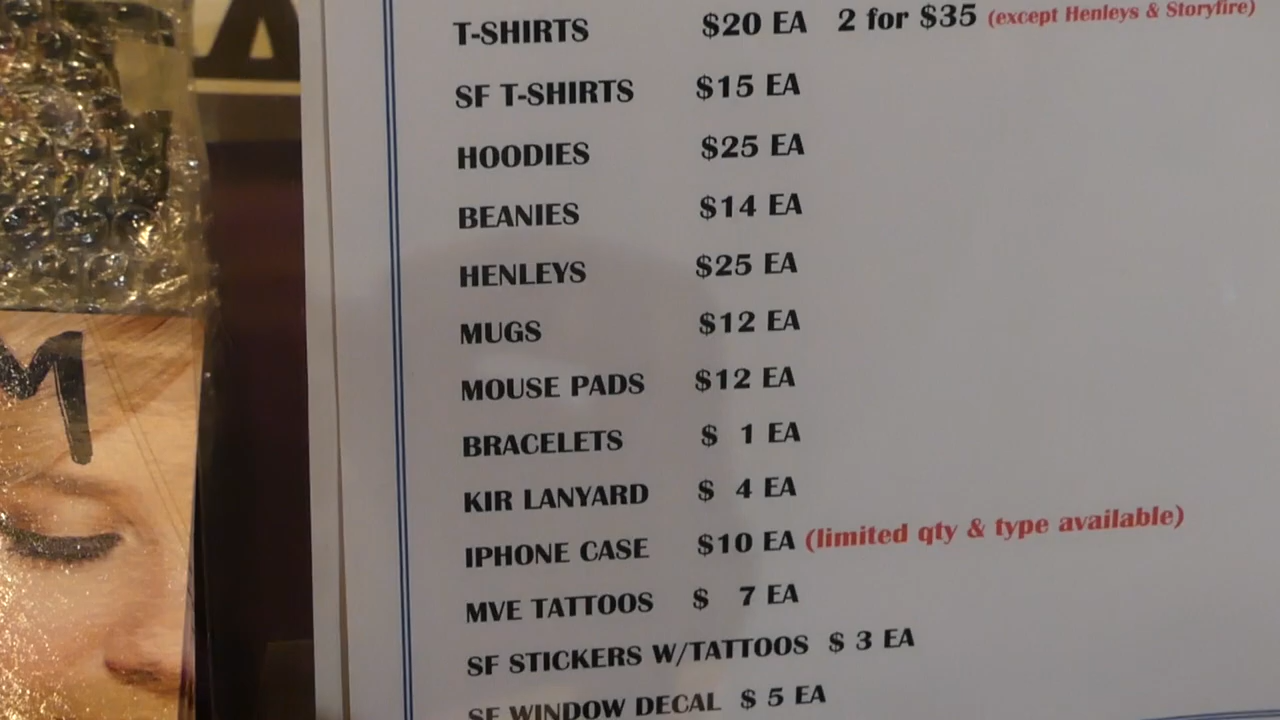 T-SHIRTS $20 EA 2 for $35 (except Henleys & Storyfire)
SF T-SHIRTS $15 EA
HOODIES $25 EA
BEANIES $14 EA
HENLEYS $25 EA
MUGS $12 EA
MOUSE PADS $12 EA
BRACELETS $ 1 EA
KIR LANYARD $ 4 EA
IPHONE CASE $10 EA (limited qty & type available)
MVE TATTOOS $ 7 EA
SF STICKERS W/TATTOOS $ 3 EA
SF WINDOW DECAL $ 5 EA
M